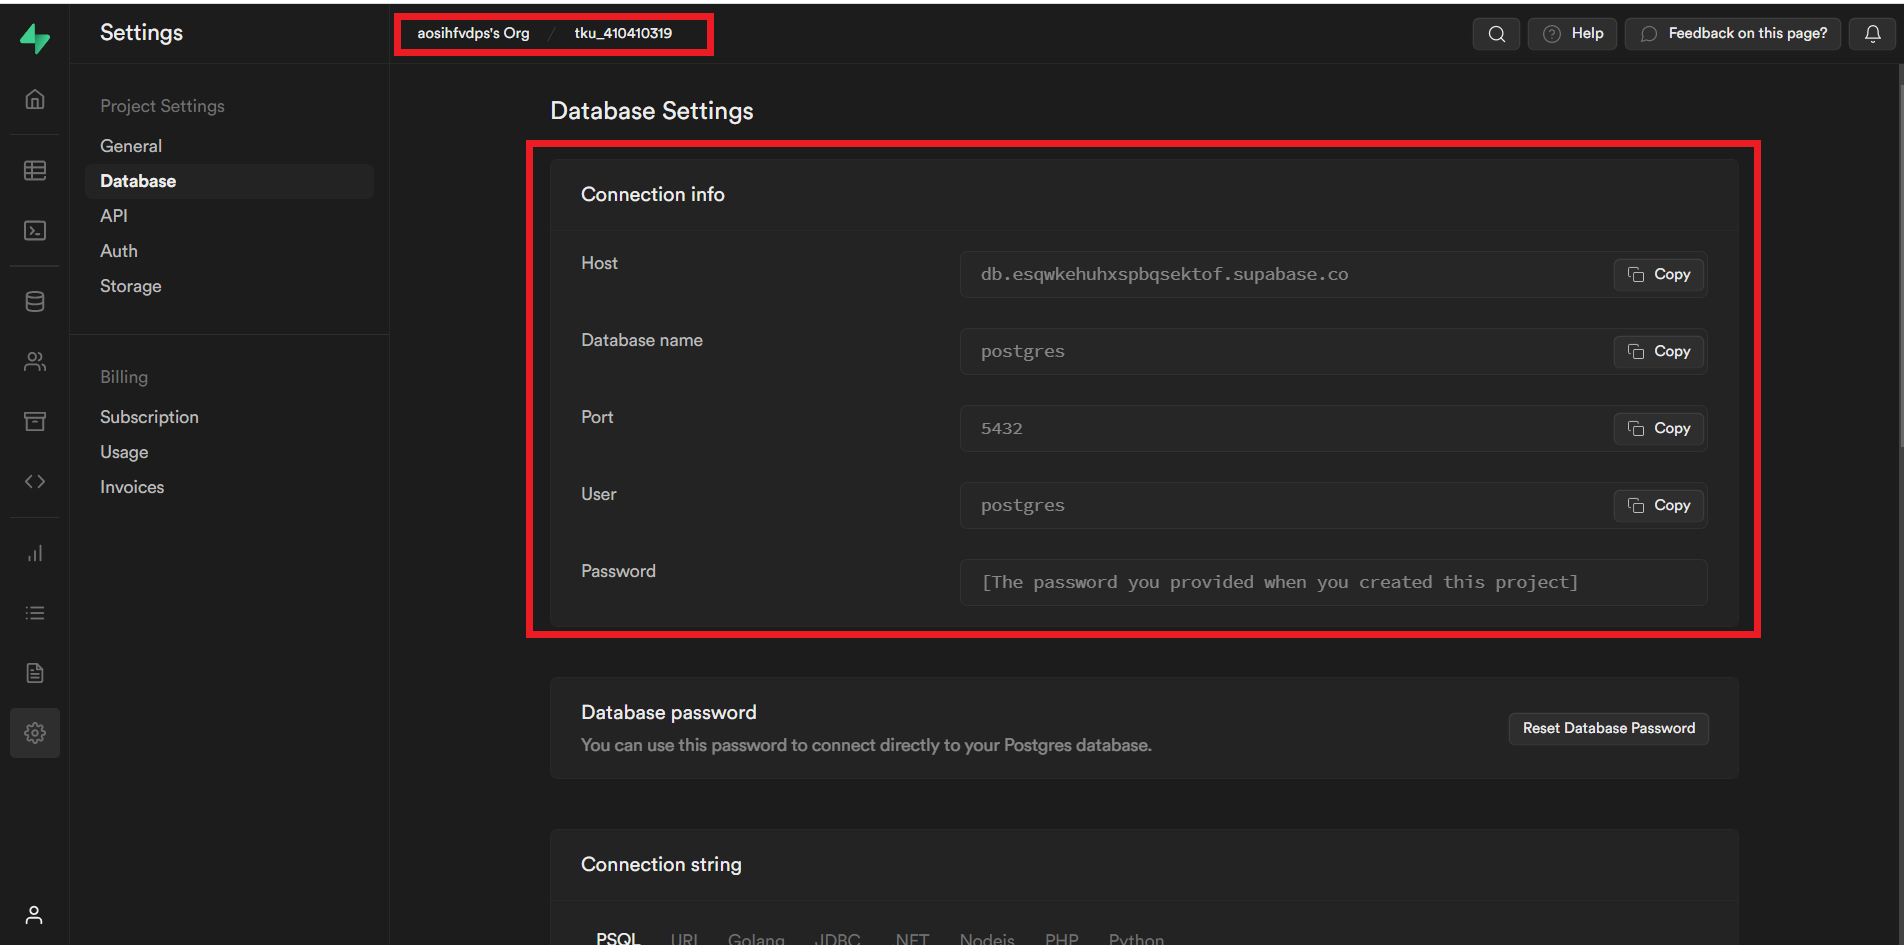 Settings
aosihfvdps's Org / tku_410410319
Help
Feedback on this page?
Project Settings
General
Database
API
Auth
Storage
Billing
Subscription
Usage
Invoices
Database Settings
Connection info
Host
db.esqwkehuhxspbqsektof.supabase.co
Copy
Database name
postgres
Copy
Port
5432
Copy
User
postgres
Copy
Password
[The password you provided when you created this project]
Database password
You can use this password to connect directly to your Postgres database.
Reset Database Password
Connection string
PSQL URI Golang JDBC .NET Nodejs PHP Python